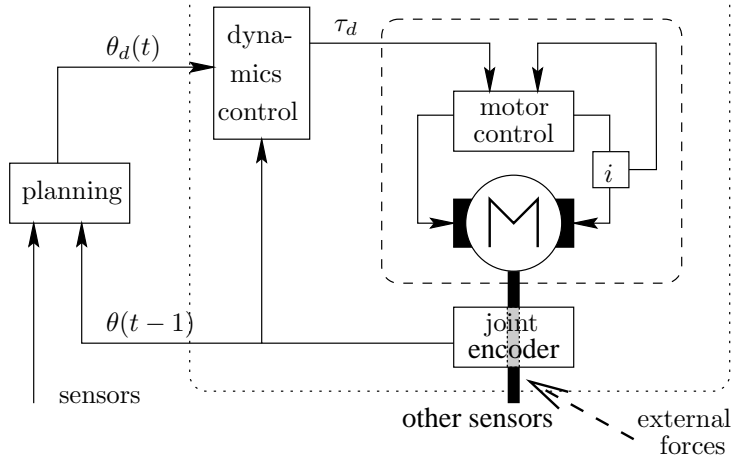 θ_d(t)
dyna-
mics
control
τ_d
motor
control
i
planning
M
θ(t − 1)
joint
encoder
sensors
other sensors
external
forces